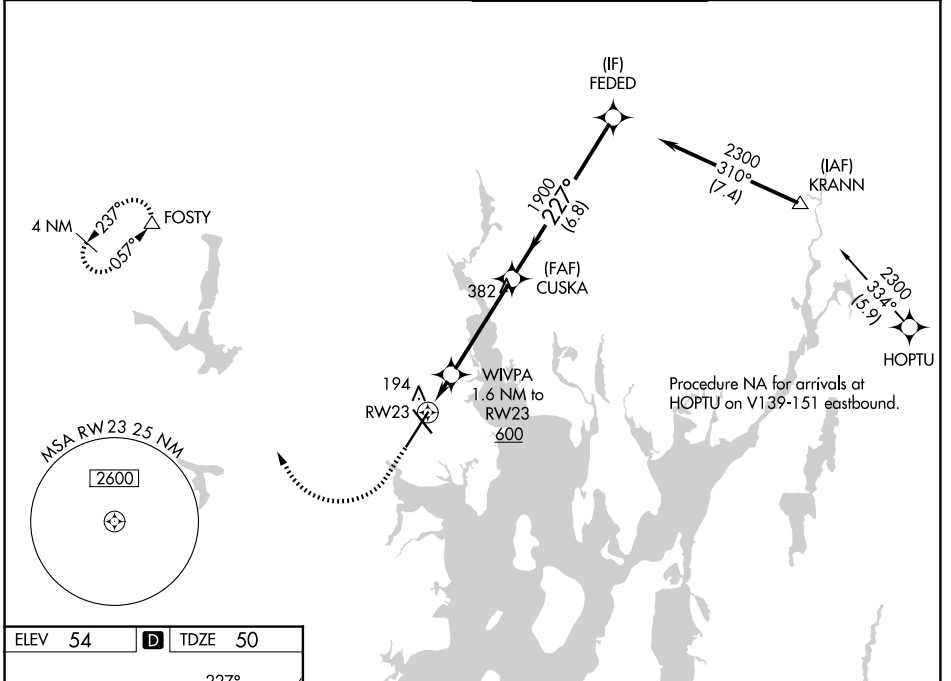 (IF)
FEDED
2300
310°
(7.4)
(IAF)
KRANN
1900
227°
(6.8)
4 NM
237°
057°
FOSTY
(FAF)
CUSKA
382
2300
334°
(5.9)
HOPTU
194
RW23
WIVPA
1.6 NM to
RW23
600
Procedure NA for arrivals at
HOPTU on V139-151 eastbound.
MSA RW23 25 NM
2600
ELEV 54 D TDZE 50